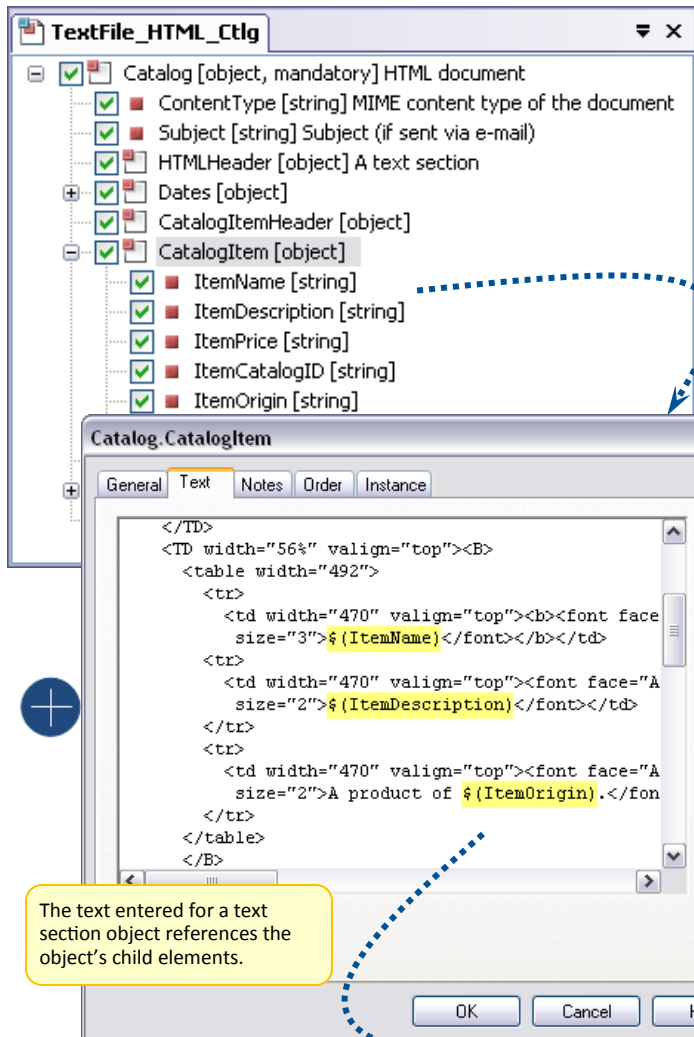 TextFile_HTML_Ctlg
Catalog [object, mandatory] HTML document
ContentType [string] MIME content type of the document
Subject [string] Subject (if sent via e-mail)
HTMLHeader [object] A text section
Dates [object]
CatalogItemHeader [object]
CatalogItem [object]
ItemName [string]
ItemDescription [string]
ItemPrice [string]
ItemCatalogID [string]
ItemOrigin [string]
Catalog.CatalogItem
General Text Notes Order Instance
</TD>
<TD width="56%" valign="top"><B>
<table width="492">
<tr>
<td width="470" valign="top"><b><font face
size="3">$(ItemName)</font></b></td>
<tr>
<td width="470" valign="top"><font face="A
size="2">$(ItemDescription)</font></td>
</tr>
<tr>
<td width="470" valign="top"><font face="A
size="2">A product of $(ItemOrigin).</fon
</tr>
</table>
</B>
The text entered for a text
section object references the
object's child elements.
OK Cancel H